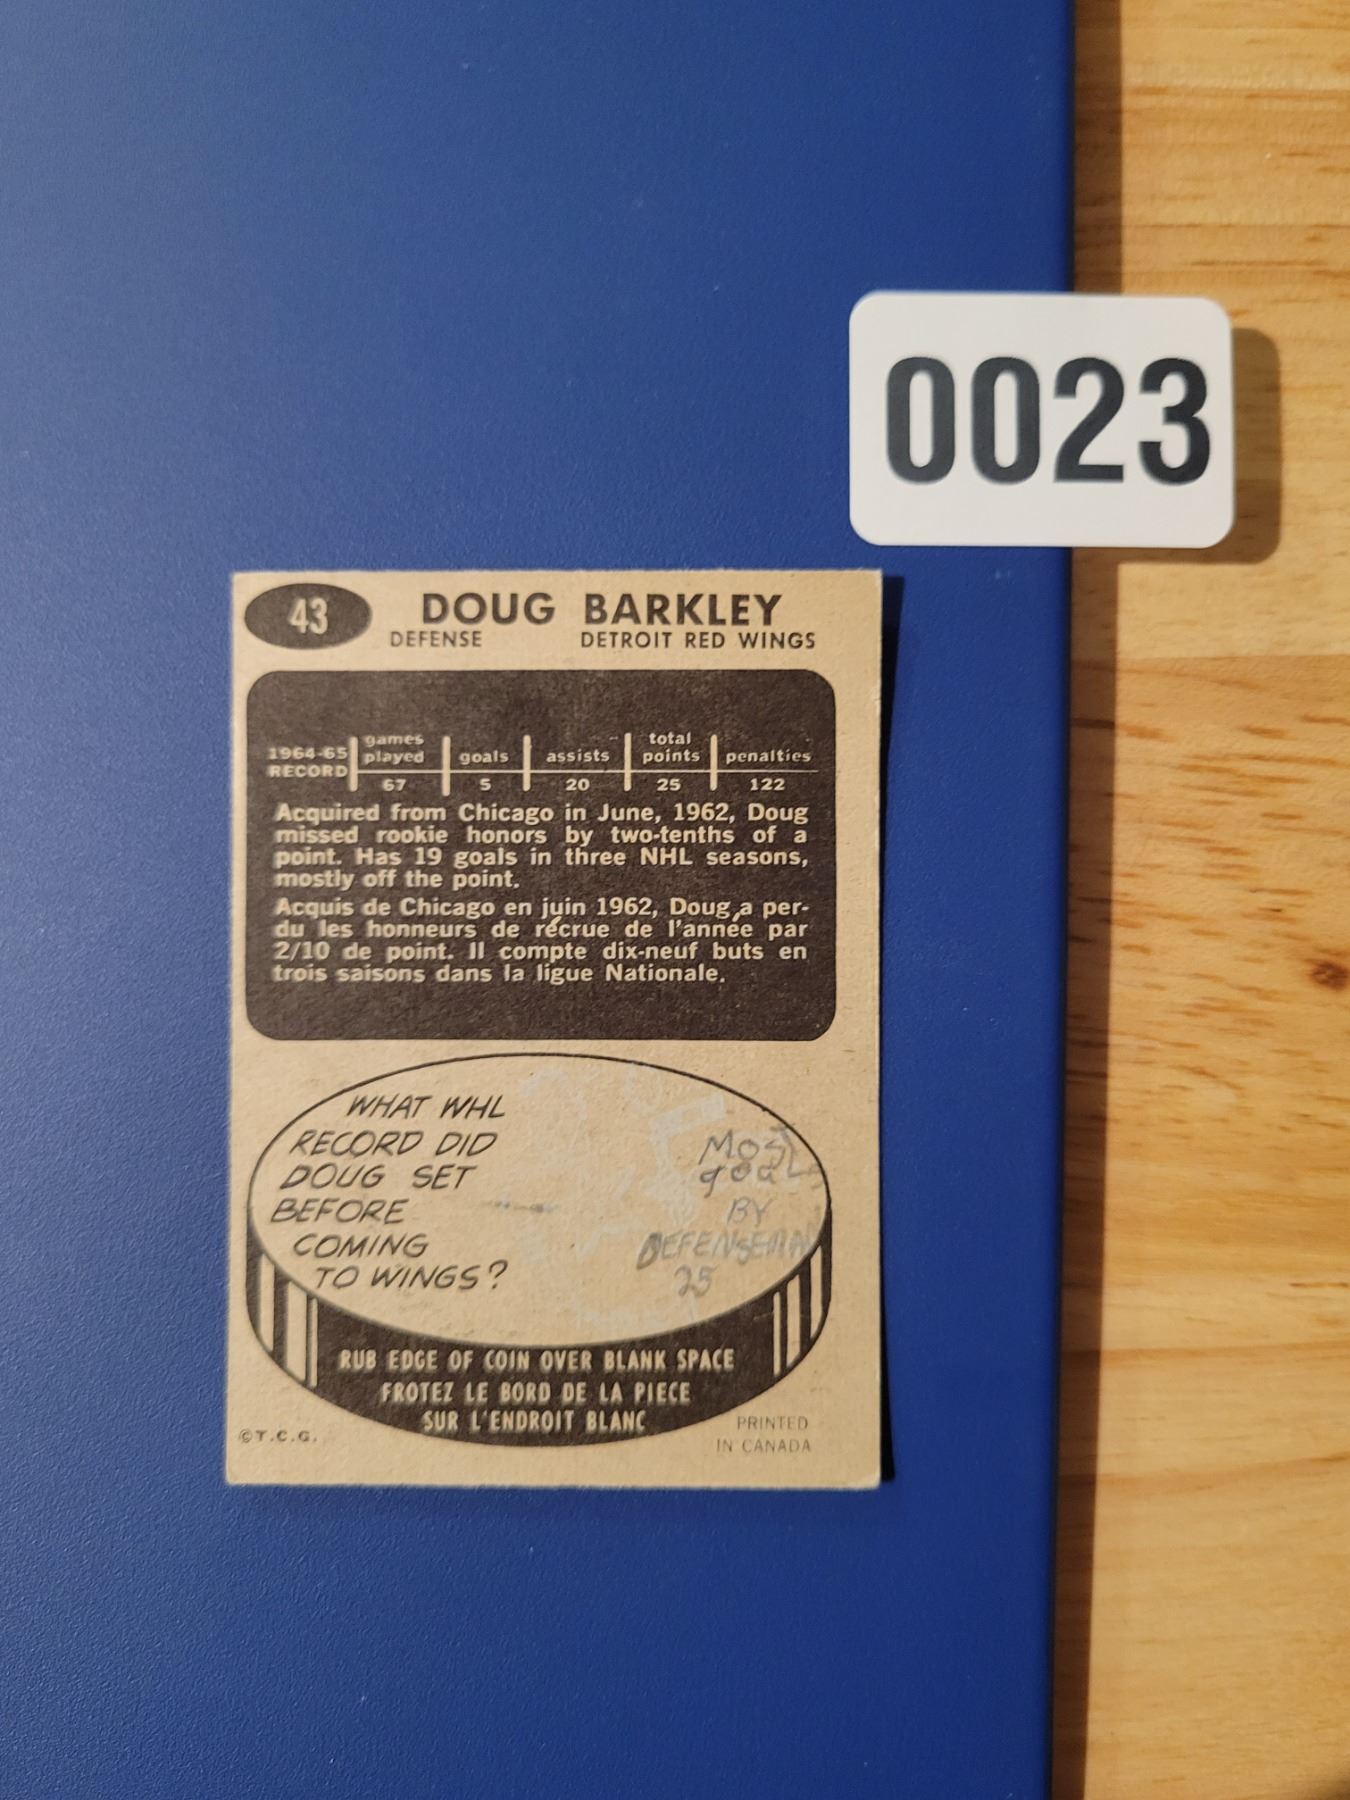 0023
43 DOUG BARKLEY
DEFENSE DETROIT RED WINGS
1964-65 RECORD games played goals assists total points penalties
67 5 20 25 122
Acquired from Chicago in June, 1962, Doug
missed rookie honors by two-tenths of a
point. Has 19 goals in three NHL seasons,
mostly off the point.
Acquis de Chicago en juin 1962, Doug,a per-
du les honneurs de récrue de l'année par
2/10 de point. Il compte dix-neuf buts en
trois saisons dans la ligue Nationale.
WHAT WHL
RECORD DID
DOUG SET
BEFORE
COMING
TO WINGS?
MOST
goals
BY
DEFENSEMAN
25
RUB EDGE OF COIN OVER BLANK SPACE
FROTEZ LE BORD DE LA PIECE
SUR L'ENDROIT BLANC
©T.C.G.
PRINTED
IN CANADA